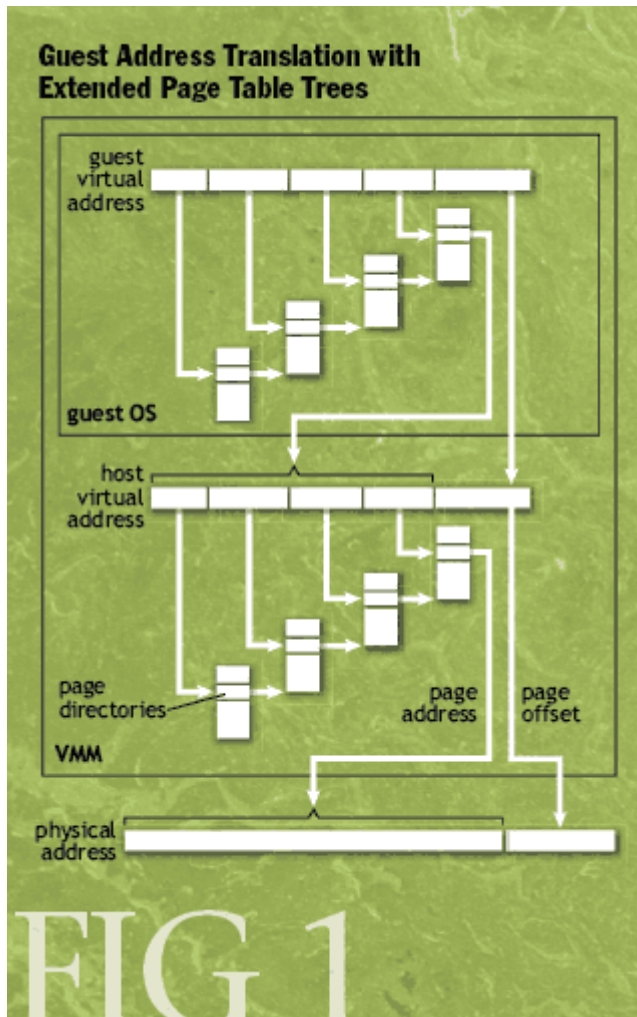 Guest Address Translation with
Extended Page Table Trees
guest
virtual
address
guest OS
host
virtual
address
page
directories
page
address
page
offset
VMM
physical
address
FIG 1